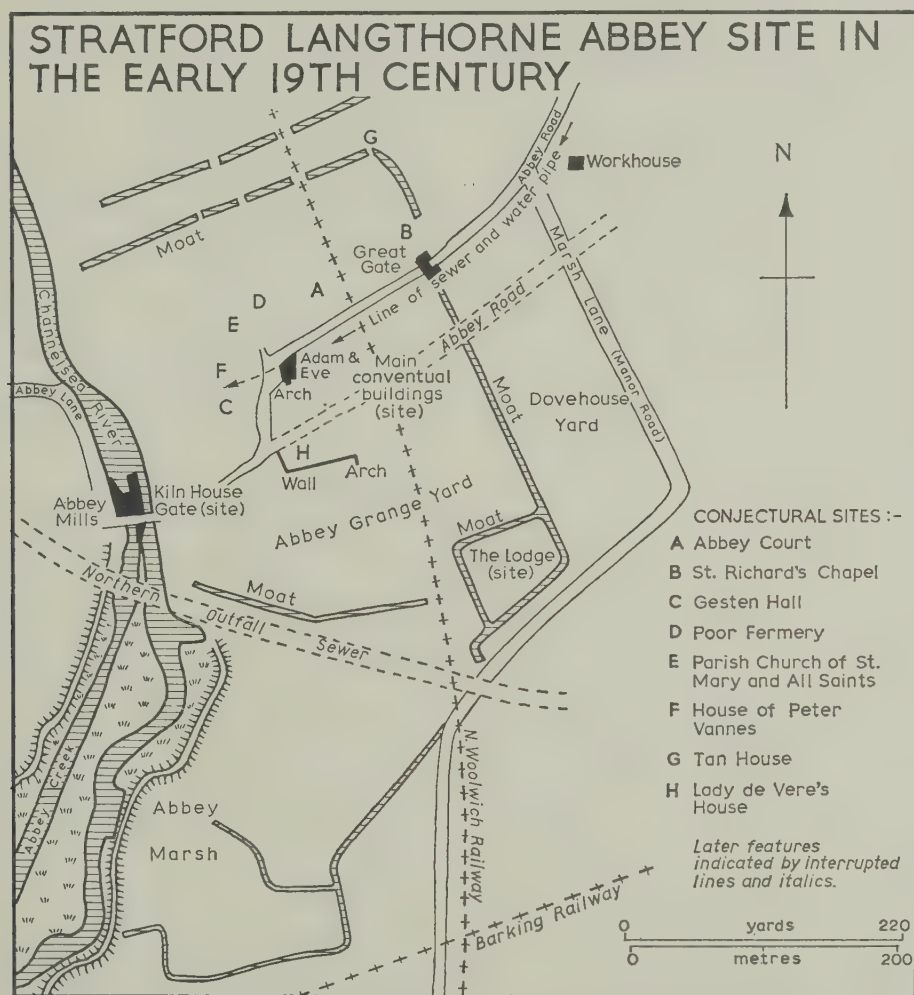 STRATFORD LANGTHORNE ABBEY SITE IN
THE EARLY 19TH CENTURY
G
Abbey Road
Workhouse
N
Moat
B
Great
Gate
Line of sewer and water pipe
Marsh Lane (Manor Road)
Channelsea River
D
A
E
Abbey Road
F
Adam &
Eve
Arch
Main
conventual
buildings
(site)
Moat
Dovehouse
Yard
C
Abbey Lane
H
Wall
Arch
Abbey
Mills
Kiln House
Gate (site)
Abbey Grange Yard
Moat
The Lodge
(site)
Moat
Northern Outfall Sewer
Abbey Creek
Abbey
Marsh
N. Woolwich Railway
Barking Railway
CONJECTURAL SITES :-
A Abbey Court
B St. Richard's Chapel
C Gesten Hall
D Poor Fermery
E Parish Church of St.
Mary and All Saints
F House of Peter
Vannes
G Tan House
H Lady de Vere's
House
Later features
indicated by interrupted
lines and italics.
0 yards 220
0 metres 200